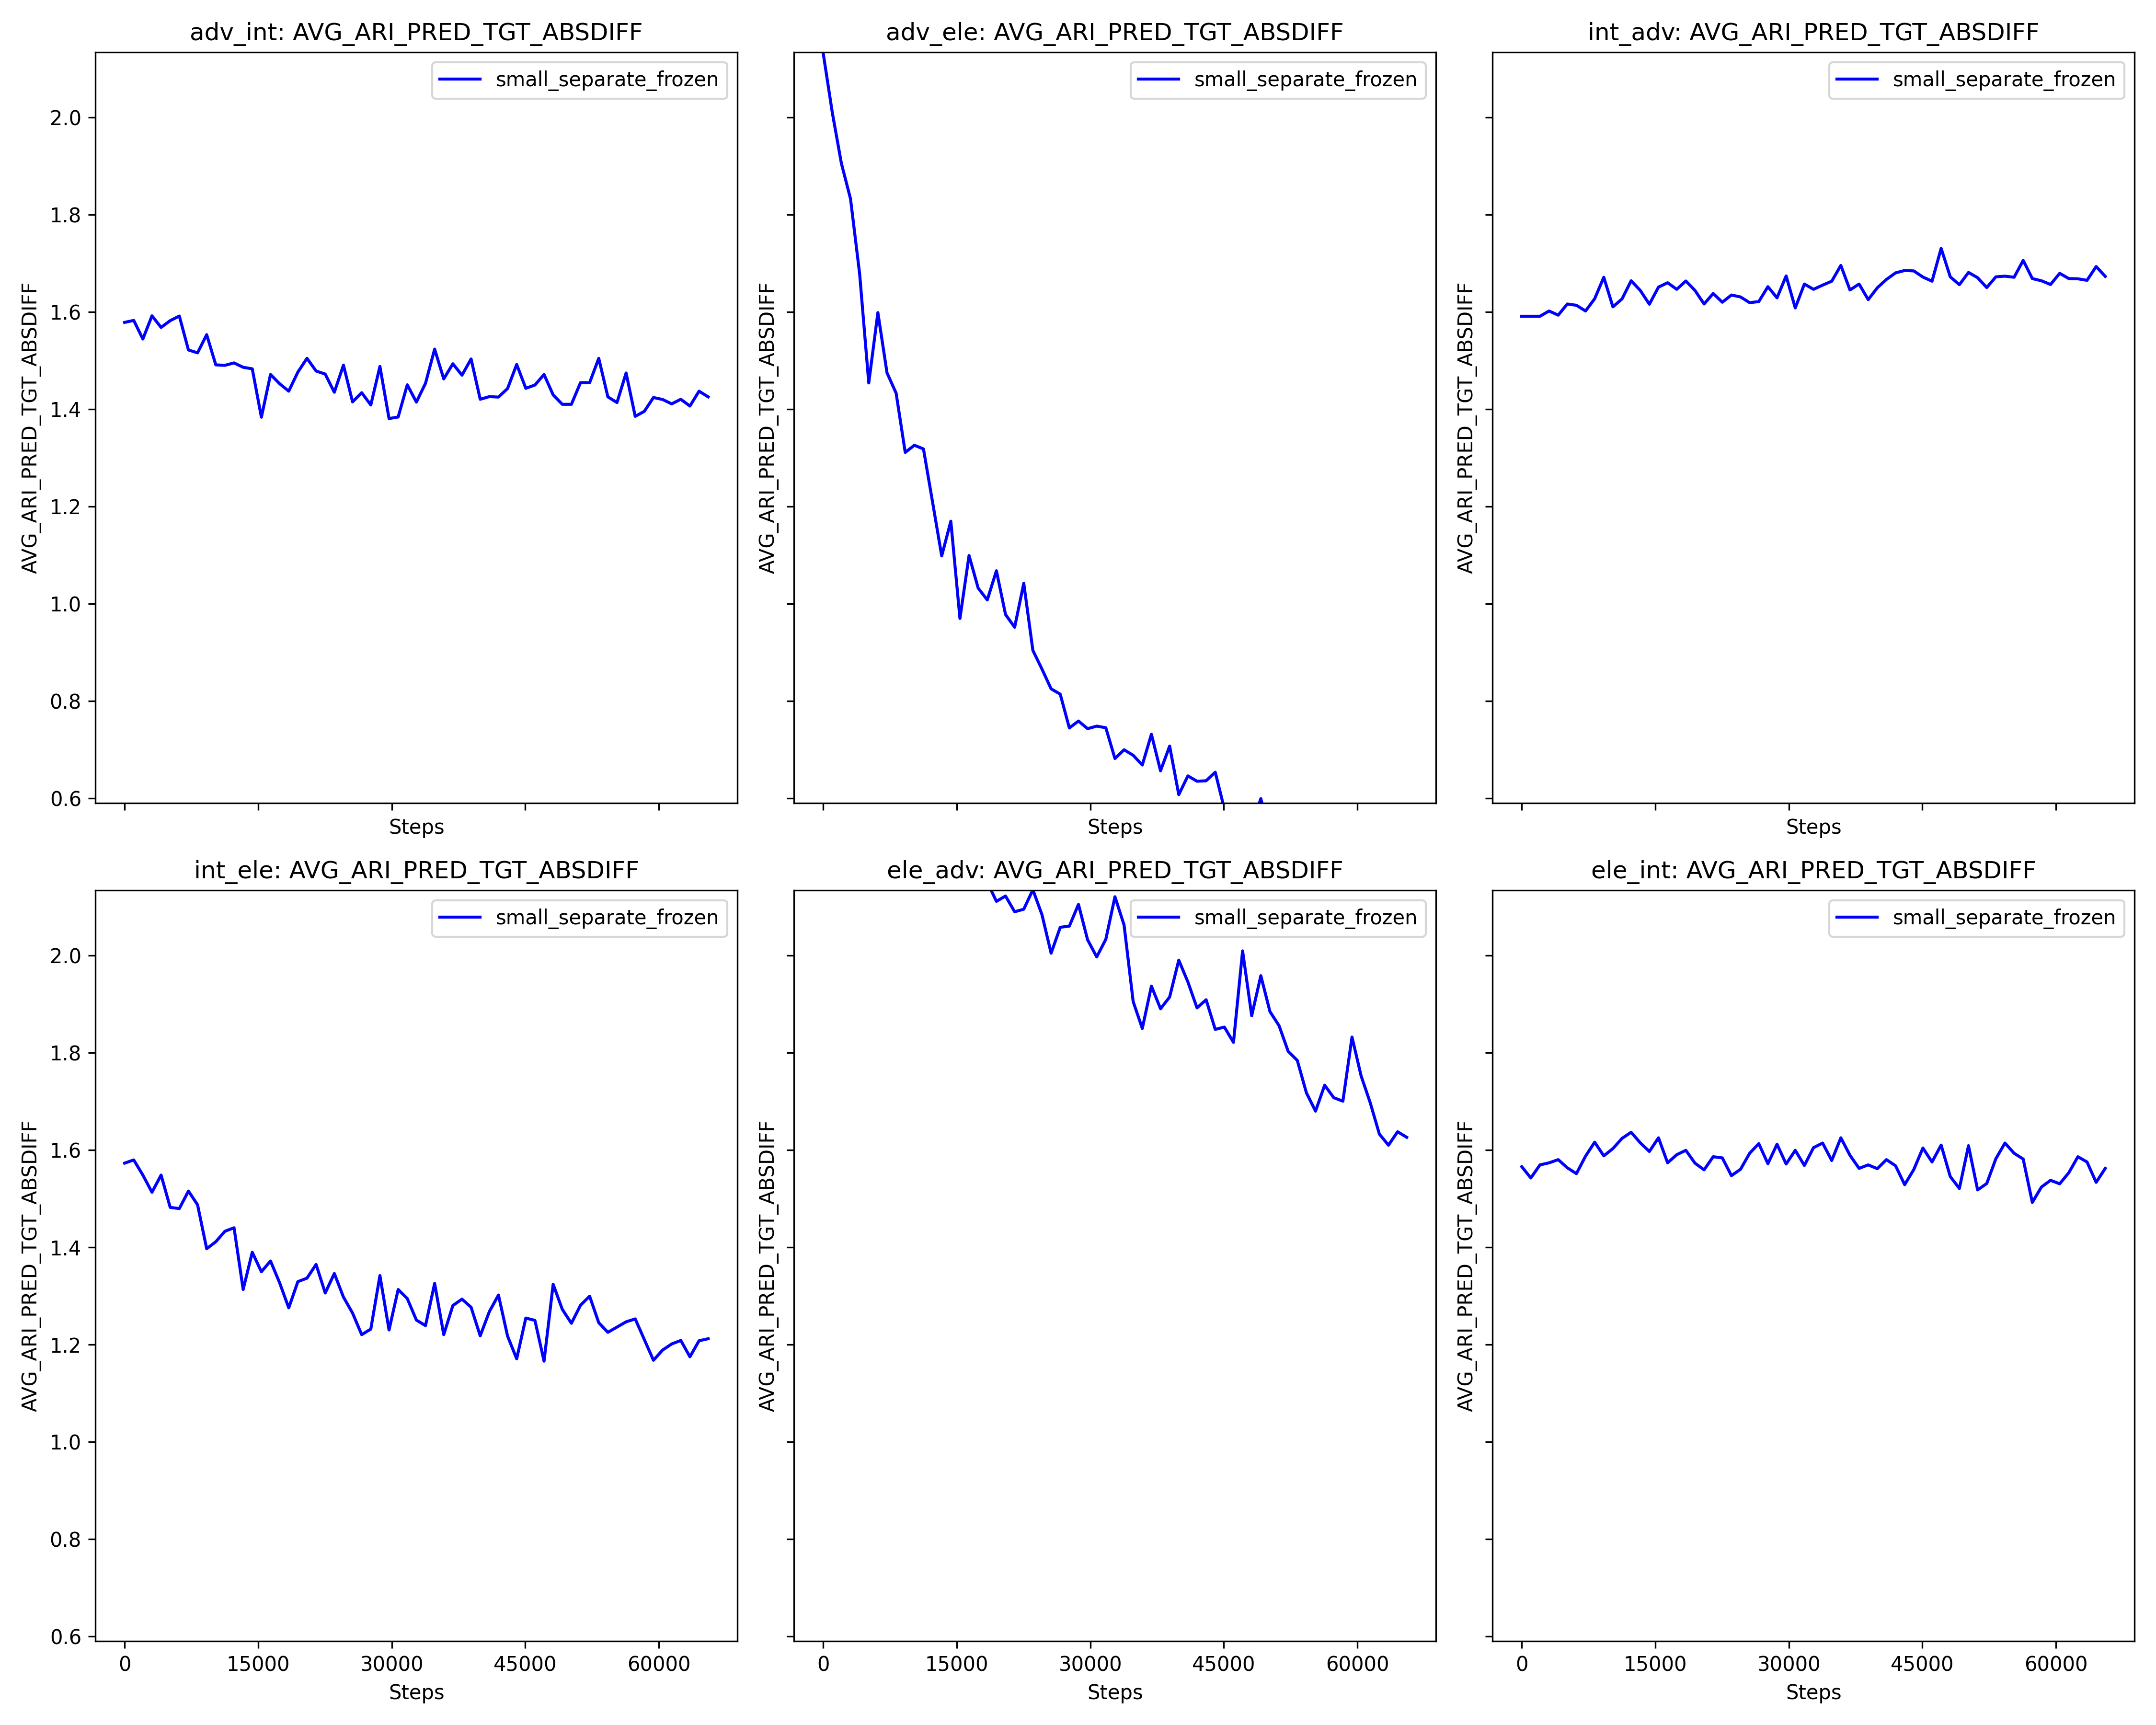 adv_int: AVG_ARI_PRED_TGT_ABSDIFF
adv_ele: AVG_ARI_PRED_TGT_ABSDIFF
int_adv: AVG_ARI_PRED_TGT_ABSDIFF
small_separate_frozen
small_separate_frozen
small_separate_frozen
AVG_ARI_PRED_TGT_ABSDIFF
AVG_ARI_PRED_TGT_ABSDIFF
AVG_ARI_PRED_TGT_ABSDIFF
2.0
1.8
1.6
1.4
1.2
1.0
0.8
0.6
Steps
Steps
Steps
int_ele: AVG_ARI_PRED_TGT_ABSDIFF
ele_adv: AVG_ARI_PRED_TGT_ABSDIFF
ele_int: AVG_ARI_PRED_TGT_ABSDIFF
small_separate_frozen
small_separate_frozen
small_separate_frozen
AVG_ARI_PRED_TGT_ABSDIFF
AVG_ARI_PRED_TGT_ABSDIFF
AVG_ARI_PRED_TGT_ABSDIFF
2.0
1.8
1.6
1.4
1.2
1.0
0.8
0.6
0 15000 30000 45000 60000
0 15000 30000 45000 60000
0 15000 30000 45000 60000
Steps
Steps
Steps